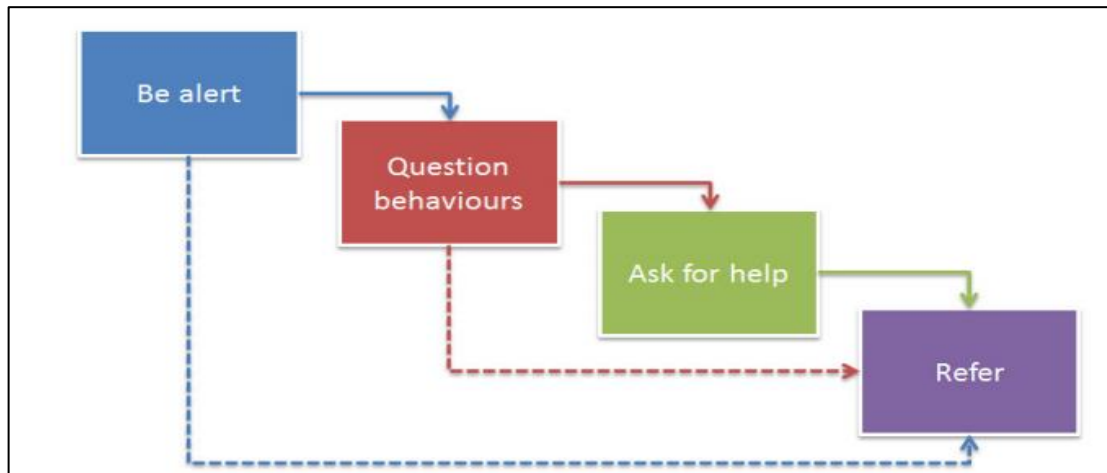 Be alert
Question
behaviours
Ask for help
Refer